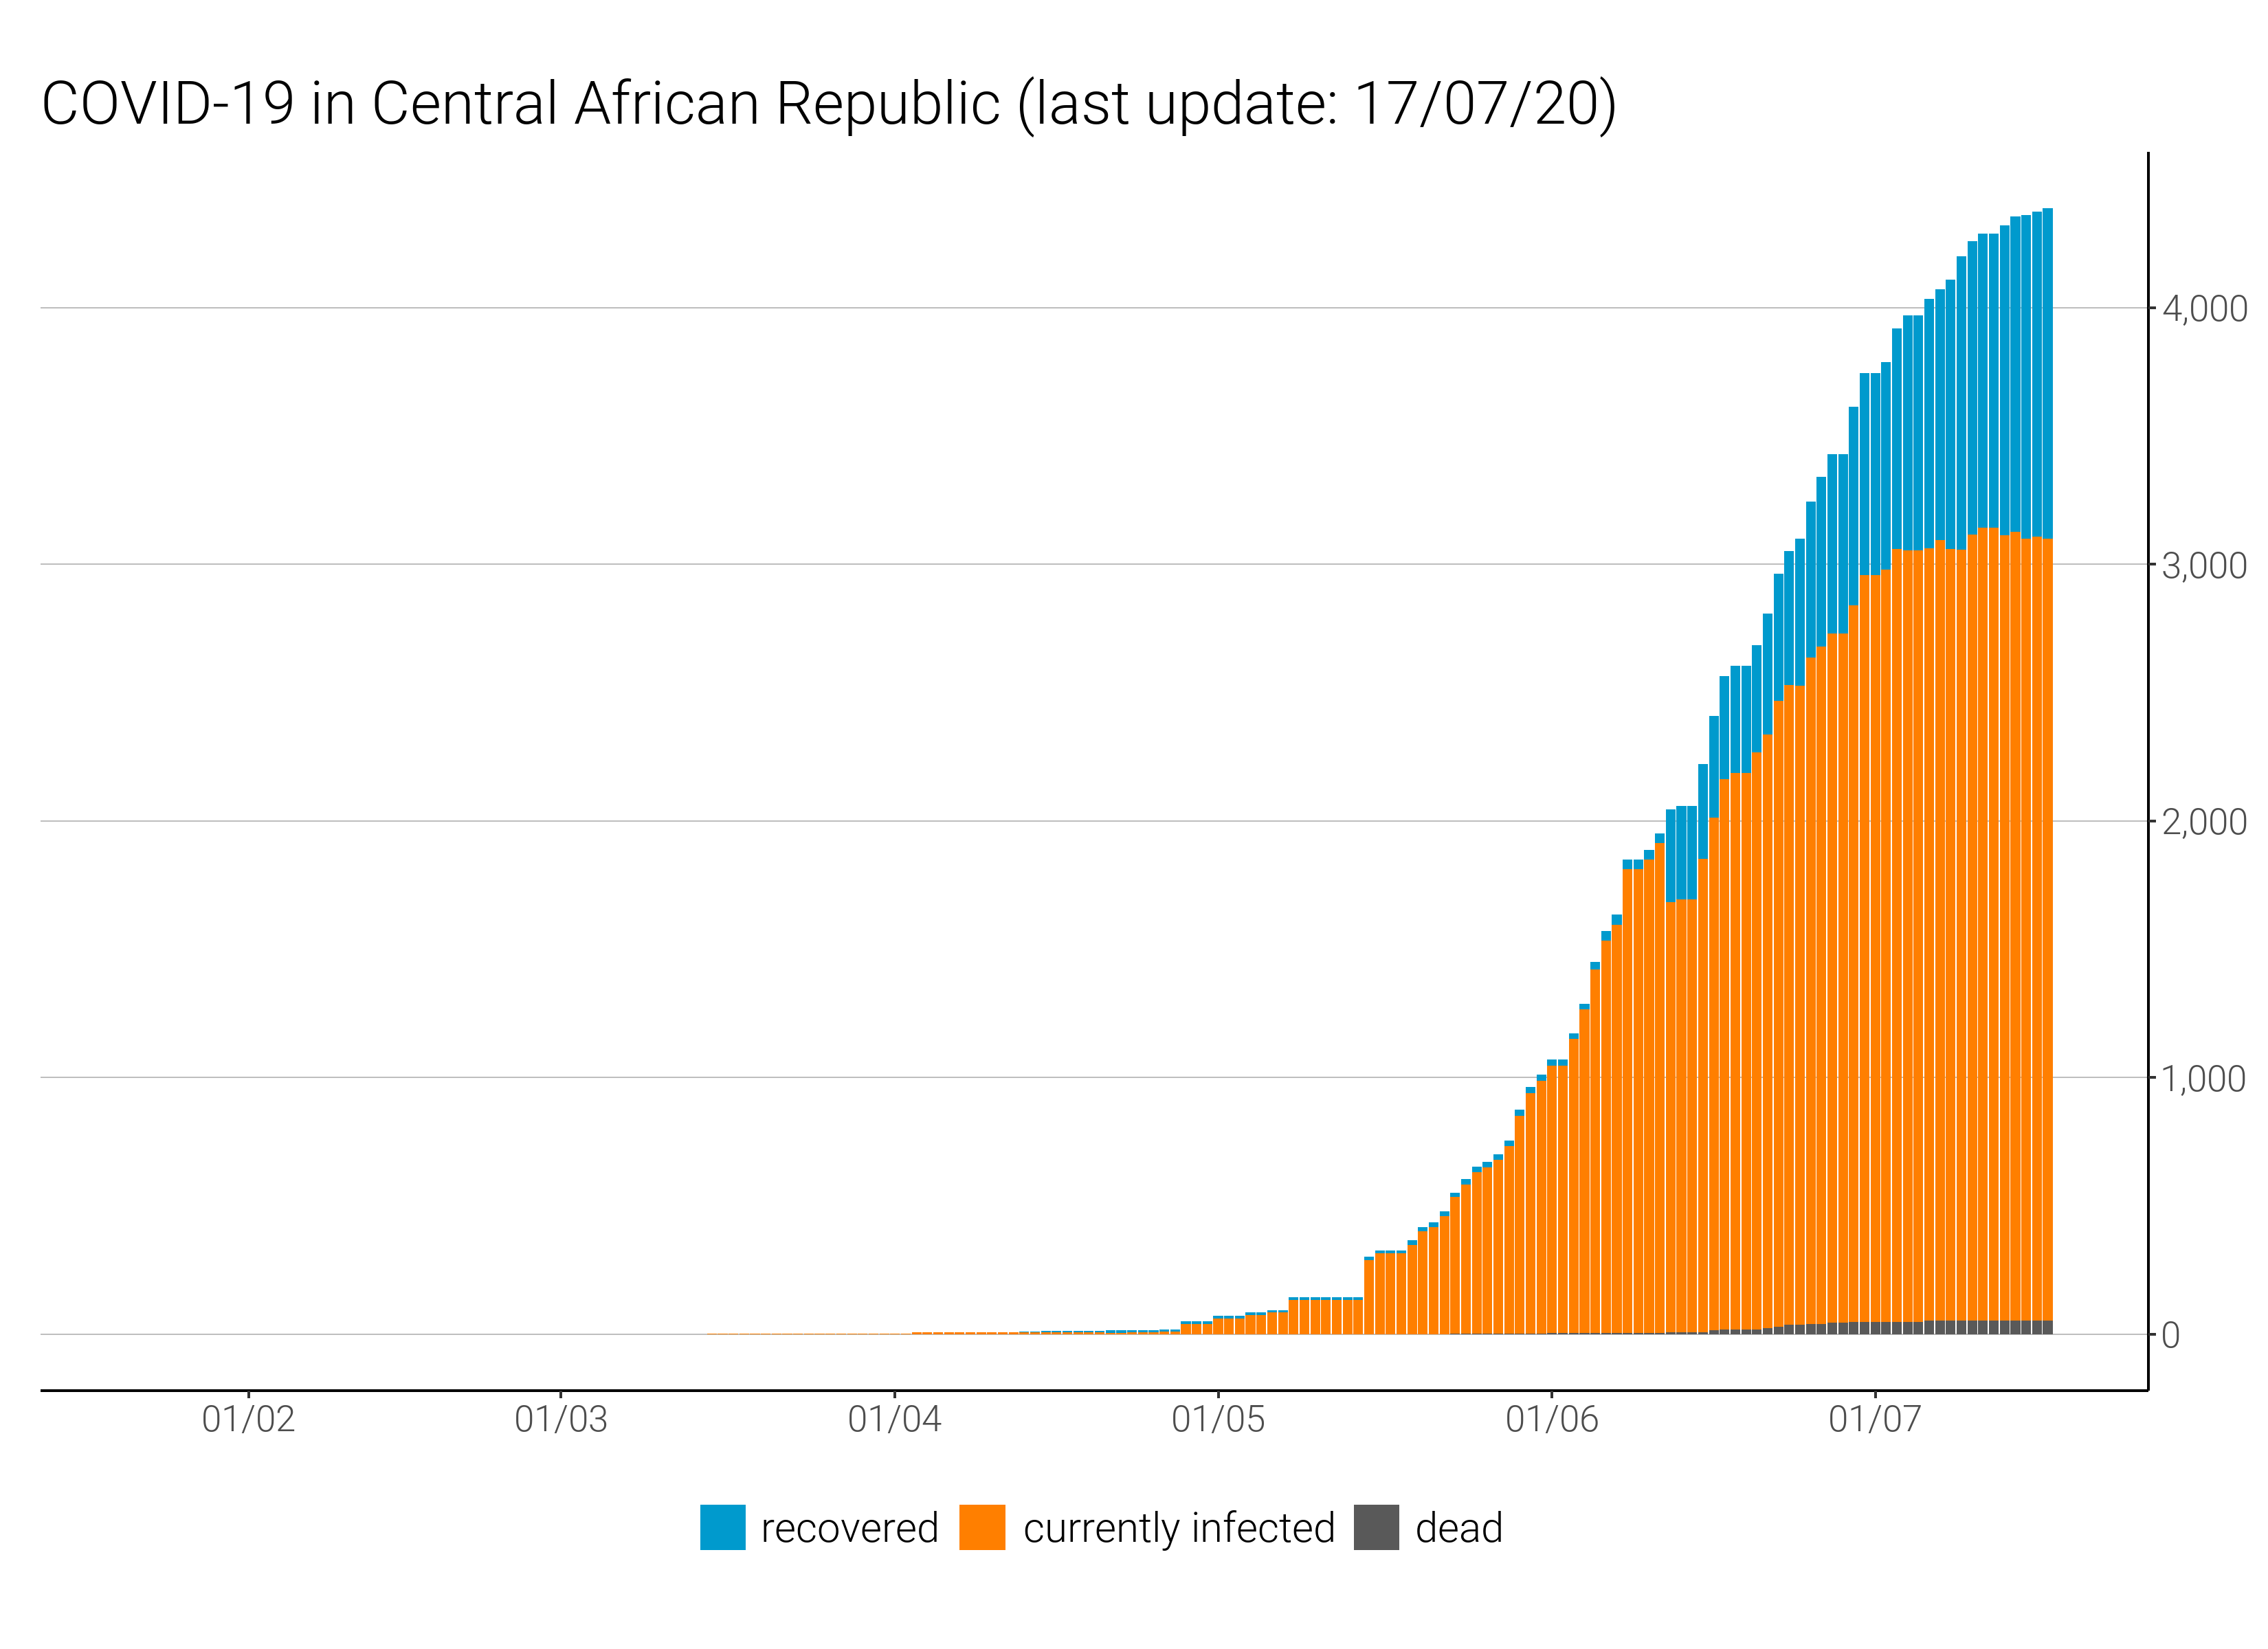 COVID-19 in Central African Republic (last update: 17/07/20)
4,000
3,000
2,000
1,000
0
01/02 01/03 01/04 01/05 01/06 01/07
recovered currently infected dead